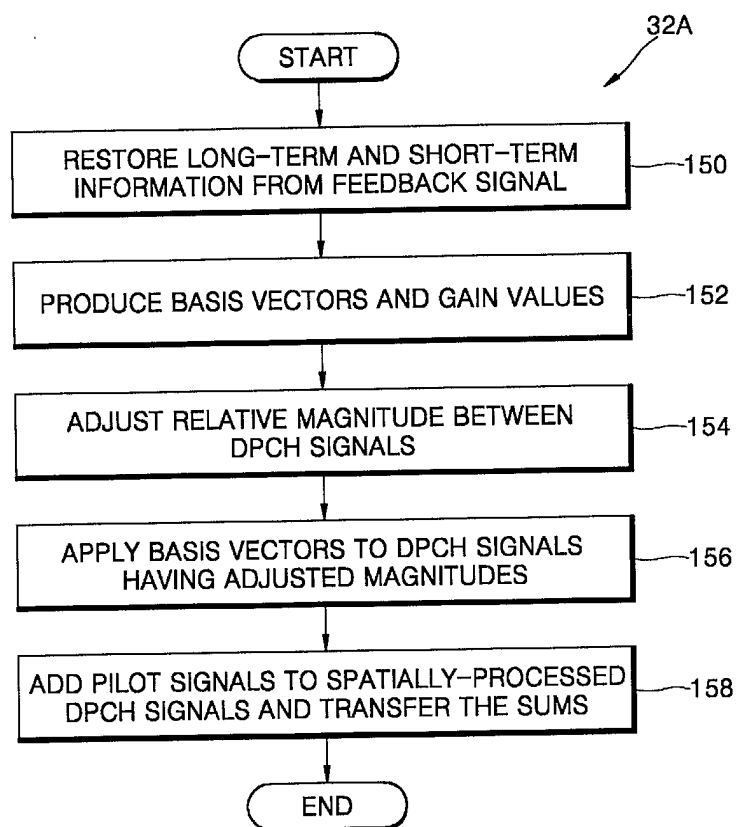 32A
START
RESTORE LONG-TERM AND SHORT-TERM
INFORMATION FROM FEEDBACK SIGNAL
150
PRODUCE BASIS VECTORS AND GAIN VALUES
152
ADJUST RELATIVE MAGNITUDE BETWEEN
DPCH SIGNALS
154
APPLY BASIS VECTORS TO DPCH SIGNALS
HAVING ADJUSTED MAGNITUDES
156
ADD PILOT SIGNALS TO SPATIALLY-PROCESSED
DPCH SIGNALS AND TRANSFER THE SUMS
158
END